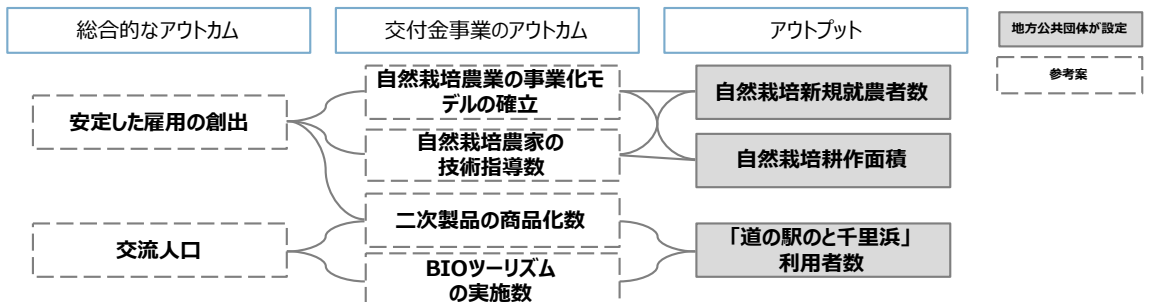 総合的なアウトカム
交付金事業のアウトカム
アウトプット
地方公共団体が設定
参考案
安定した雇用の創出
交流人口
自然栽培農業の事業化モ
デルの確立
自然栽培農家の
技術指導数
二次製品の商品化数
BIOツーリズム
の実施数
自然栽培新規就農者数
自然栽培耕作面積
「道の駅のと千里浜」
利用者数